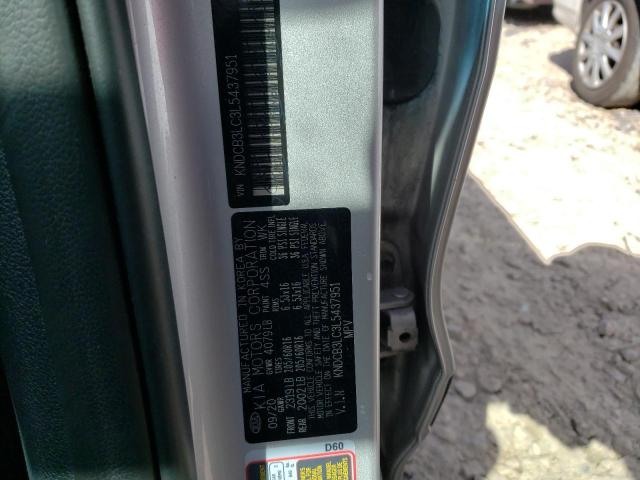 VIN KNDCB3LC3L5437951
MANUFACTURED IN KOREA BY
KIA MOTORS CORPORATION
09/20 GVWR 4079LB PAINT 4SS TRIM WK
GAWR COLD TIRE INFL
FRONT 2319LB 205/60R16 6.5Jx16 36 PSI SINGLE
REAR 2002LB 205/60R16 6.5Jx16 36 PSI SINGLE
THIS VEHICLE CONFORMS TO ALL APPLICABLE U.S.A. FEDERAL
MOTOR VEHICLE SAFETY AND THEFT PREVENTION STANDARDS
IN EFFECT ON THE DATE OF MANUFACTURE SHOWN ABOVE.
V.I.N KNDCB3LC3L5437951
MPV
D60